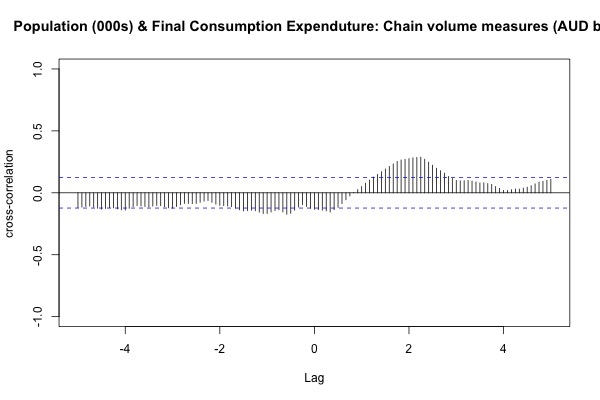 Population (000s) & Final Consumption Expenduture: Chain volume measures (AUD b
1.0
0.5
0.0
-0.5
-1.0
cross-correlation
-4 -2 0 2 4
Lag